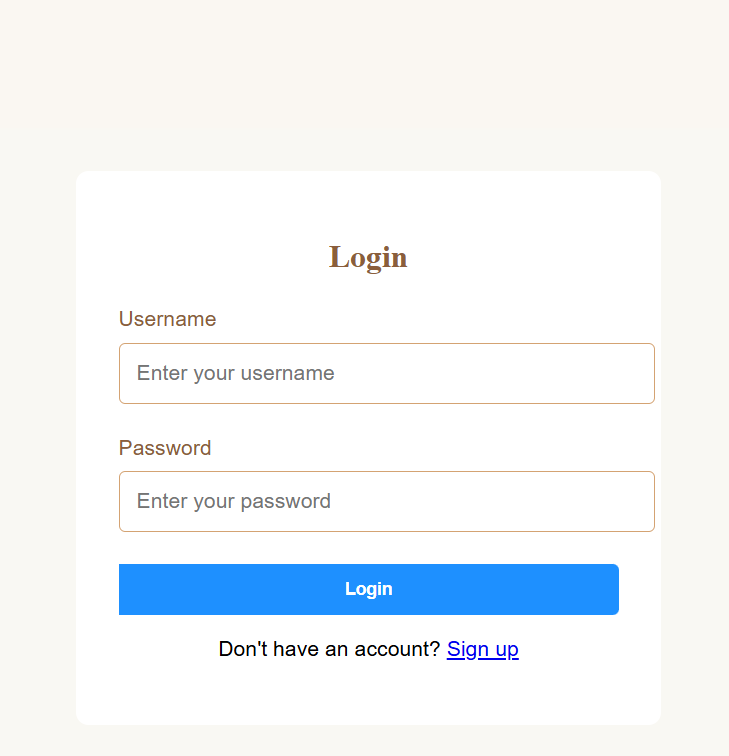 Login
Username
Enter your username
Password
Enter your password
Login
Don't have an account? Sign up